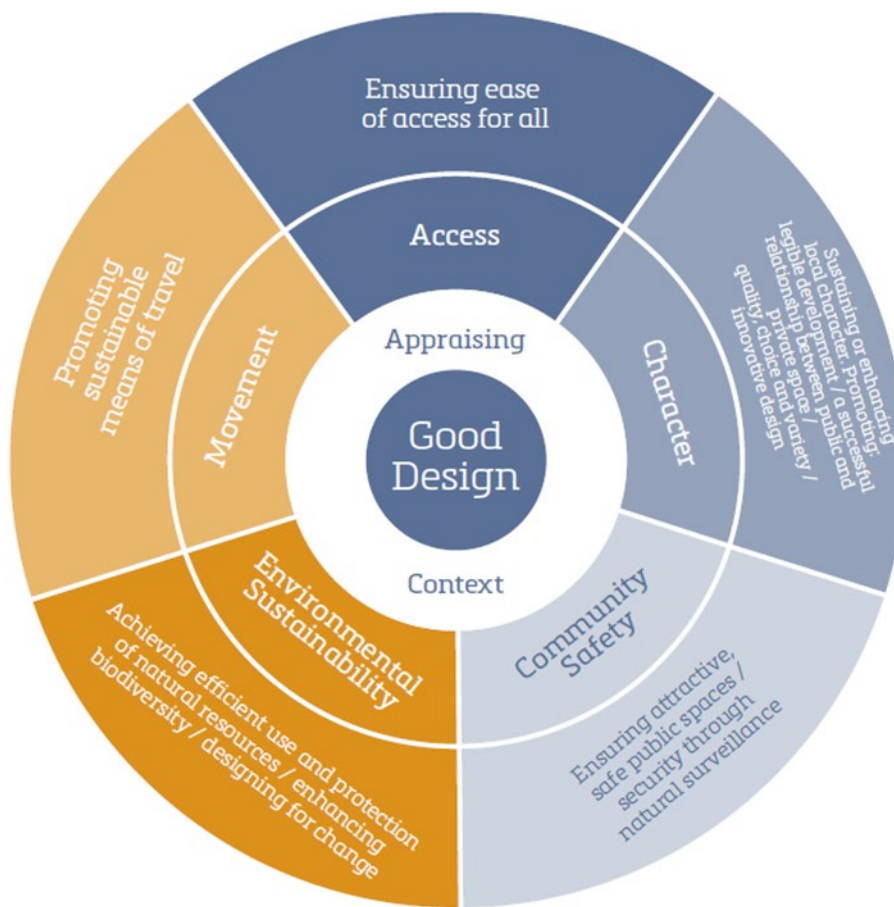 Ensuring ease
of access for all
Access
Sustaining or enhancing
local character. Promoting:
legible development / a successful
relationship between public and
private space /
quality, choice and variety /
innovative design
Character
Ensuring attractive,
safe public spaces /
security through
natural surveillance
Community
Safety
Achieving efficient use and protection
of natural resources / enhancing
biodiversity / designing for change
Environmental
Sustainability
Promoting
sustainable
means of travel
Movement
Appraising
Good
Design
Context